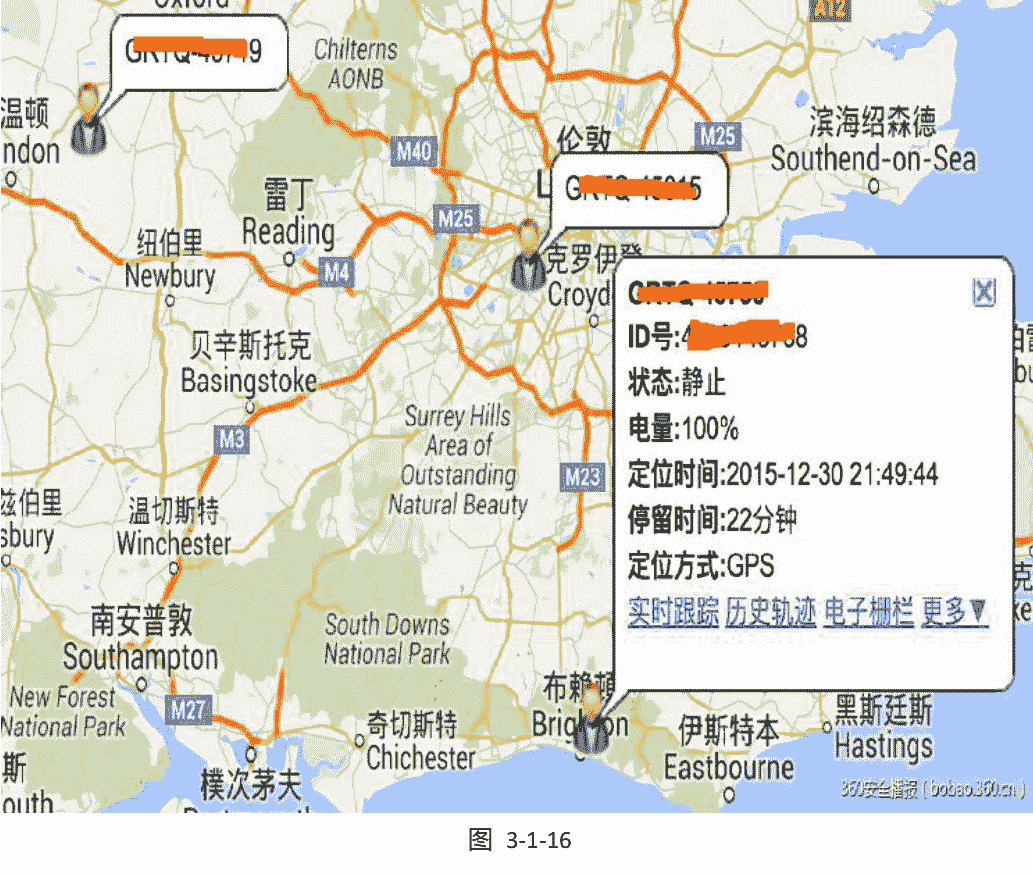 Oxford
A12
Chilterns
AONB
温顿
ndon
M40
伦敦
M25
滨海绍森德
Southend-on-Sea
雷丁
Reading
M25
纽伯里
Newbury
M4
克罗伊登
Croyd
ID号:
状态:静止
电量:100%
定位时间:2015-12-30 21:49:44
停留时间:22分钟
定位方式:GPS
实时跟踪 历史轨迹 电子栅栏 更多▼
贝辛斯托克
Basingstoke
M3
Surrey Hills
Area of
Outstanding
Natural Beauty
M23
兹伯里
sbury
温切斯特
Winchester
南安普敦
Southampton
South Downs
National Park
New Forest
National Park
M27
奇切斯特
Chichester
布赖顿
Brighton
伊斯特本
Eastbourne
黑斯廷斯
Hastings
斯
outh
樸次茅夫
360安全播报(bobao.360.cn)
图 3-1-16